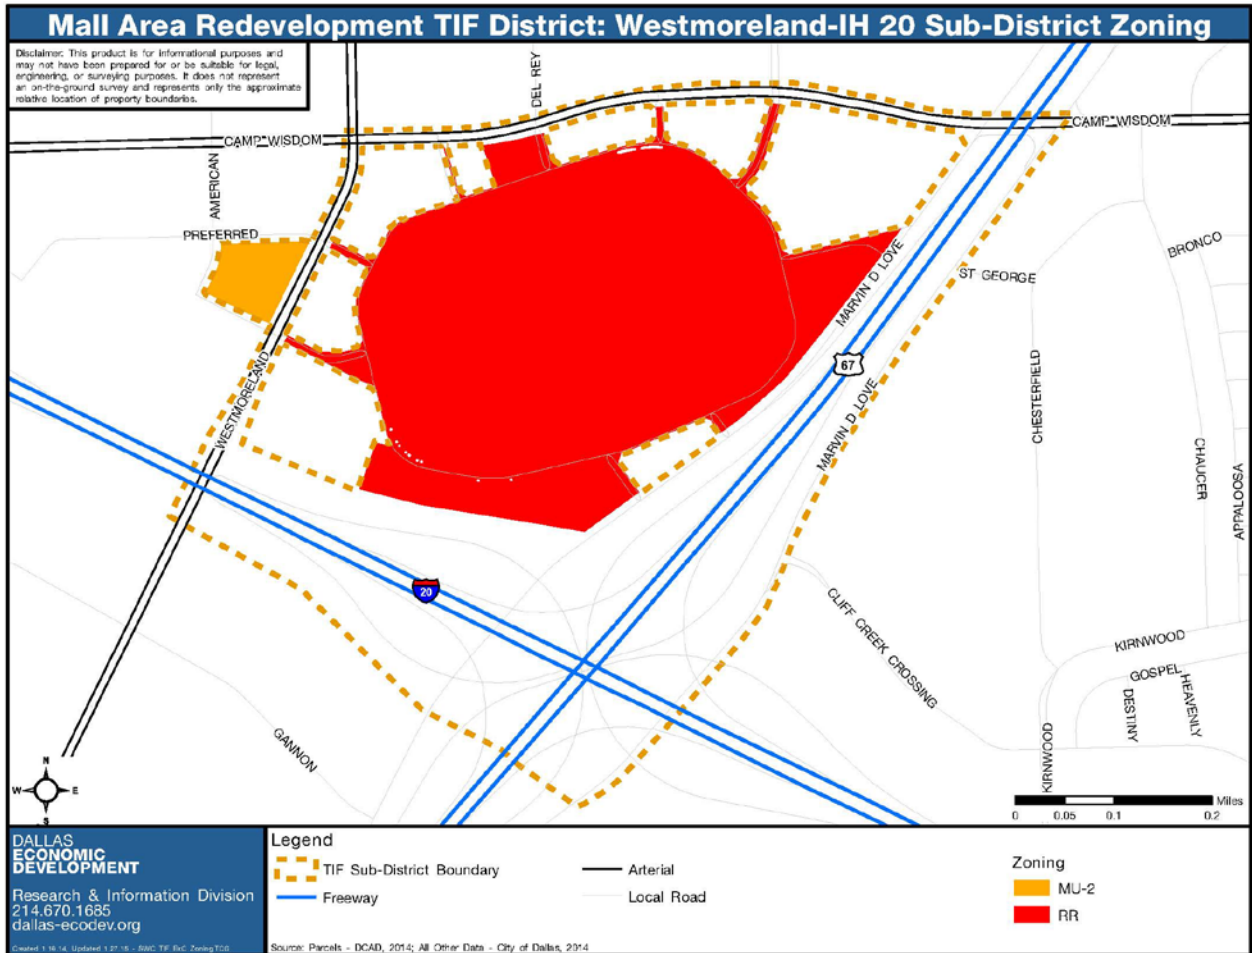 Mall Area Redevelopment TIF District: Westmoreland-IH 20 Sub-District Zoning
Disclaimer: This product is for informational purposes and
may not have been prepared for or be suitable for legal,
engineering, or surveying purposes. It does not represent
an on-the-ground survey and represents only the approximate
relative location of property boundaries.
DEL REY
CAMP WISDOM
CAMP WISDOM
AMERICAN
PREFERRED
BRONCO
MARVIN D LOVE
ST GEORGE
67
WESTMORELAND
MARVIN D LOVE
CHESTERFIELD
CHAUCER
APPALOOSA
20
CLIFF CREEK CROSSING
KIRNWOOD
GOSPEL
HEAVENLY
DESTINY
GANNON
KIRNWOOD
N
W E
S
Miles
0 0.05 0.1 0.2
DALLAS
ECONOMIC
DEVELOPMENT
Research & Information Division
214.670.1685
dallas-ecodev.org
Legend
TIF Sub-District Boundary
Freeway
Arterial
Local Road
Zoning
MU-2
RR
Source: Parcels - DCAD, 2014; All Other Data - City of Dallas, 2014